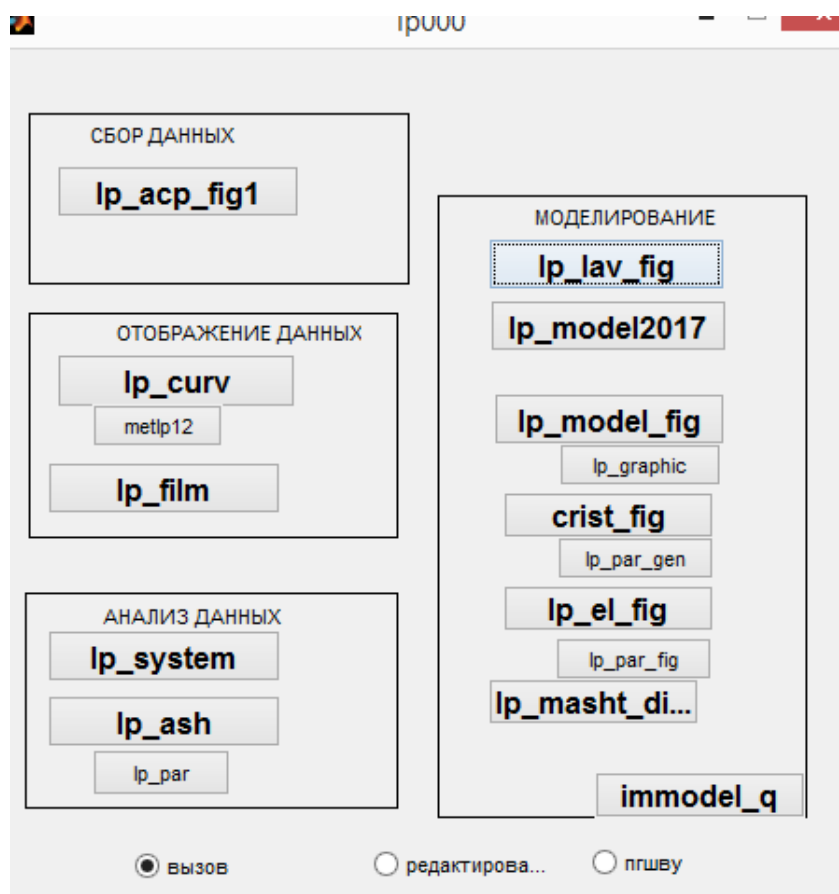 lp000
СБОР ДАННЫХ
lp_acp_fig1
ОТОБРАЖЕНИЕ ДАННЫХ
lp_curv
metlp12
lp_film
АНАЛИЗ ДАННЫХ
lp_system
lp_ash
lp_par
МОДЕЛИРОВАНИЕ
lp_lav_fig
lp_model2017
lp_model_fig
lp_graphic
crist_fig
lp_par_gen
lp_el_fig
lp_par_fig
lp_masht_di...
immodel_q
вызов
редактирова...
пгшву